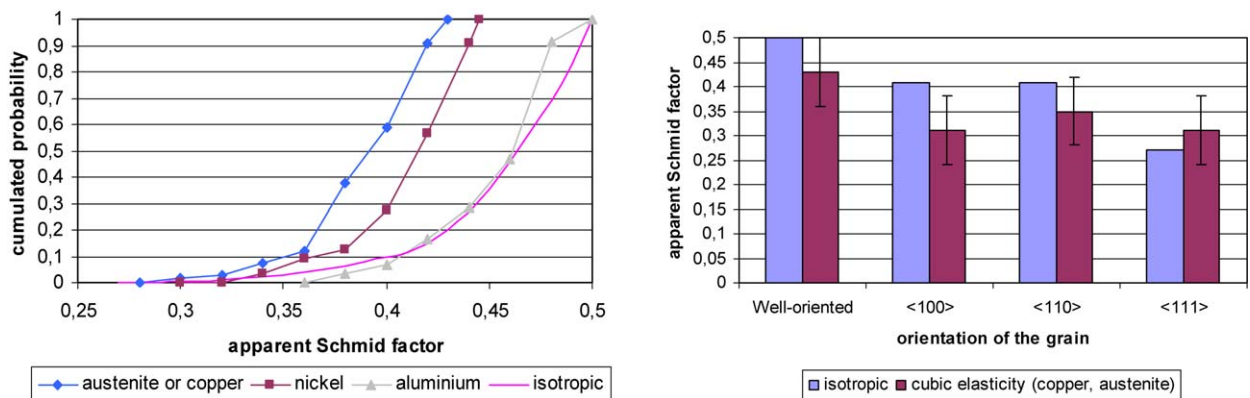 1
0,9
0,8
0,7
0,6
0,5
0,4
0,3
0,2
0,1
0
cumulated probability
0,25 0,3 0,35 0,4 0,45 0,5
apparent Schmid factor
austenite or copper nickel aluminium isotropic
0,5
0,45
0,4
0,35
0,3
0,25
0,2
0,15
0,1
0,05
0
apparent Schmid factor
Well-oriented <100> <110> <111>
orientation of the grain
isotropic cubic elasticity (copper, austenite)